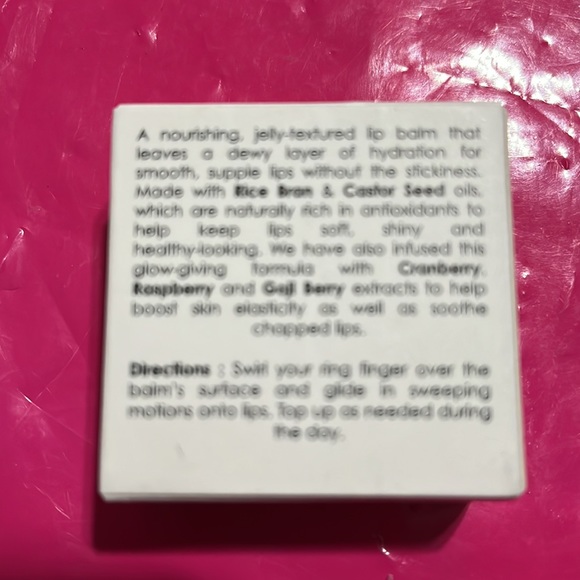 A nourishing, jelly-textured lip balm that
leaves a dewy layer of hydration for
smooth, supple lips without the stickiness.
Made with Rice Bran & Castor Seed oils,
which are naturally rich in antioxidants to
help keep lips soft, shiny and
healthy-looking. We have also infused this
glow-giving formula with Cranberry,
Raspberry and Goji Berry extracts to help
boost skin elasticity as well as soothe
chapped lips.
Directions : Swirl your ring finger over the
balm's surface and glide in sweeping
motions onto lips. Top up as needed during
the day.